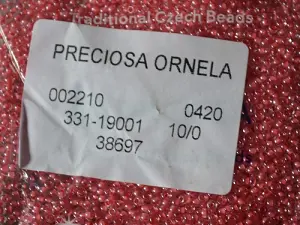 Traditional Czech Beads
PRECIOSA ORNELA
002210 0420
331-19001 10/0
38697